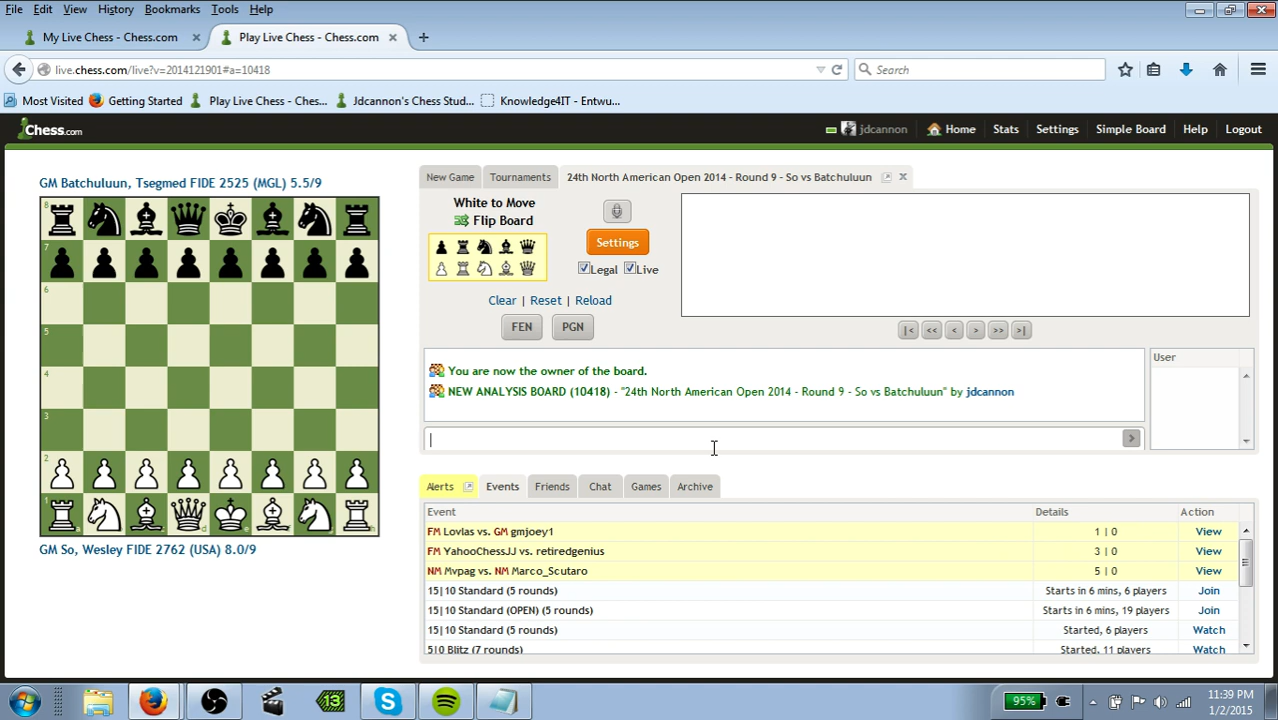 File Edit View History Bookmarks Tools Help
My Live Chess - Chess.com × Play Live Chess - Chess.com × +
live.chess.com/live?v=2014121901#a=10418 Search
Most Visited Getting Started Play Live Chess - Ches... Jdcannon's Chess Stud... Knowledge4IT - Entwu...
Chess.com jdcannon Home Stats Settings Simple Board Help Logout
GM Batchuluun, Tsegmed FIDE 2525 (MGL) 5.5/9
8
7
6
5
4
3
2
1
a b c d e f g h
GM So, Wesley FIDE 2762 (USA) 8.0/9
New Game Tournaments 24th North American Open 2014 - Round 9 - So vs Batchuluun
White to Move
Flip Board
Settings
Legal Live
Clear | Reset | Reload
FEN PGN
|< << < > >> >|
You are now the owner of the board.
NEW ANALYSIS BOARD (10418) - "24th North American Open 2014 - Round 9 - So vs Batchuluun" by jdcannon
User
Alerts Events Friends Chat Games Archive
Event Details Action
FM Lovlas vs. GM gmjoey1 1 | 0 View
FM YahooChessJJ vs. retiredgenius 3 | 0 View
NM Mvpag vs. NM Marco_Scutaro 5 | 0 View
15|10 Standard (5 rounds) Starts in 6 mins, 6 players Join
15|10 Standard (OPEN) (5 rounds) Starts in 6 mins, 19 players Join
15|10 Standard (5 rounds) Started, 6 players Watch
5|0 Blitz (7 rounds) Started, 11 players Watch
13
95%
11:39 PM
1/2/2015